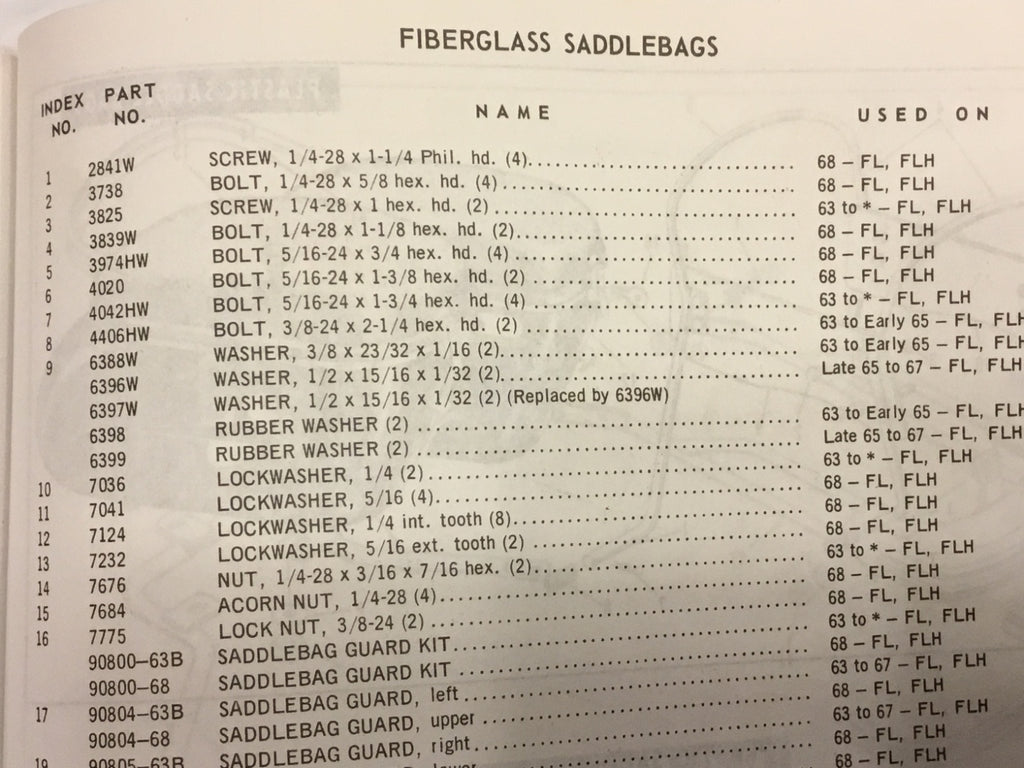 FIBERGLASS SADDLEBAGS
INDEX NO. PART NO. NAME USED ON
1 2841W SCREW, 1/4-28 x 1-1/4 Phil. hd. (4) 68 – FL, FLH
2 3738 BOLT, 1/4-28 x 5/8 hex. hd. (4) 68 – FL, FLH
3 3825 SCREW, 1/4-28 x 1 hex. hd. (2) 63 to * – FL, FLH
4 3839W BOLT, 1/4-28 x 1-1/8 hex. hd. (2) 68 – FL, FLH
5 3974HW BOLT, 5/16-24 x 3/4 hex. hd. (4) 68 – FL, FLH
6 4020 BOLT, 5/16-24 x 1-3/8 hex. hd. (2) 68 – FL, FLH
7 4042HW BOLT, 5/16-24 x 1-3/4 hex. hd. (4) 63 to * – FL, FLH
8 4406HW BOLT, 3/8-24 x 2-1/4 hex. hd. (2) 63 to Early 65 – FL, FLH
9 6388W WASHER, 3/8 x 23/32 x 1/16 (2) 63 to Early 65 – FL, FLH
6396W WASHER, 1/2 x 15/16 x 1/32 (2) Late 65 to 67 – FL, FLH
6397W WASHER, 1/2 x 15/16 x 1/32 (2) (Replaced by 6396W)
6398 RUBBER WASHER (2) 63 to Early 65 – FL, FLH
6399 RUBBER WASHER (2) Late 65 to 67 – FL, FLH
10 7036 LOCKWASHER, 1/4 (2) 63 to * – FL, FLH
11 7041 LOCKWASHER, 5/16 (4) 68 – FL, FLH
12 7124 LOCKWASHER, 1/4 int. tooth (8) 68 – FL, FLH
13 7232 LOCKWASHER, 5/16 ext. tooth (2) 68 – FL, FLH
14 7676 NUT, 1/4-28 x 3/16 x 7/16 hex. (2) 63 to * – FL, FLH
15 7684 ACORN NUT, 1/4-28 (4) 68 – FL, FLH
16 7775 LOCK NUT, 3/8-24 (2) 68 – FL, FLH
90800–63B SADDLEBAG GUARD KIT 63 to * – FL, FLH
90800–68 SADDLEBAG GUARD KIT 68 – FL, FLH
17 90804–63B SADDLEBAG GUARD, left 63 to 67 – FL, FLH
90804–68 SADDLEBAG GUARD, upper 68 – FL, FLH
19 90805–63B SADDLEBAG GUARD, right 63 to 67 – FL, FLH
lower 68 – FL, FLH
68 – FL, FLH